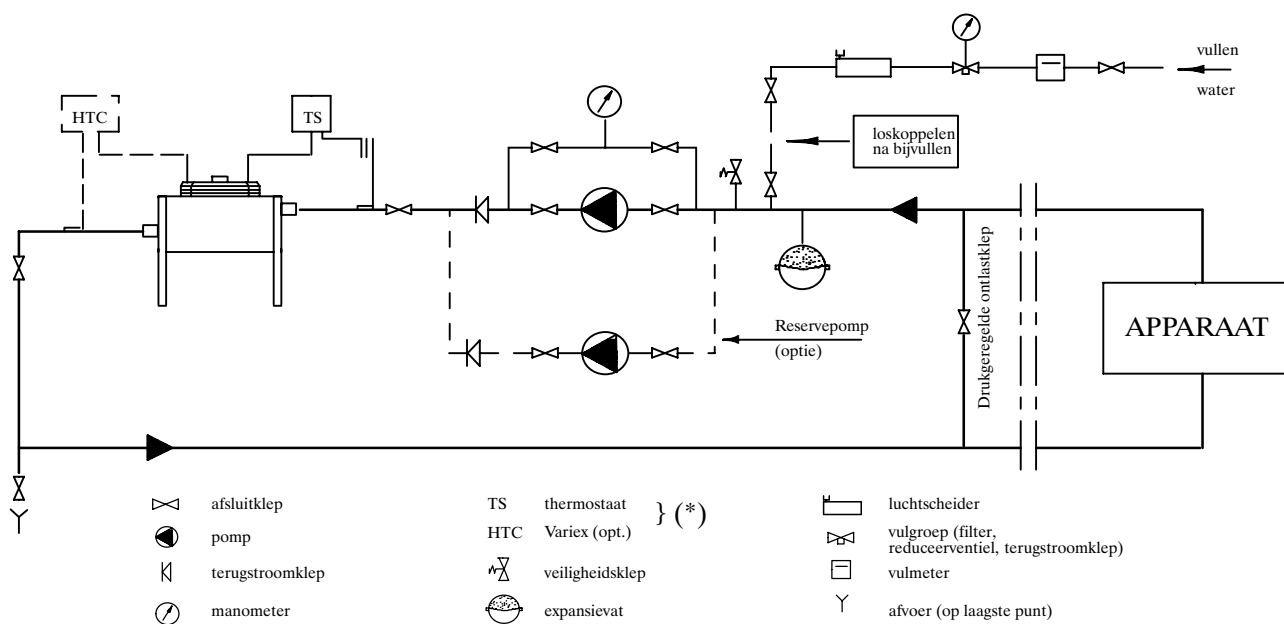 vullen
water
HTC
TS
loskoppelen
na bijvullen
Reservepomp
(optie)
Drukgeregelde ontlastklep
APPARAAT
afsluitklep
pomp
terugstroomklep
manometer
TS thermostaat
HTC Variex (opt.)
} (*)
veiligheidsklep
expansievat
luchtscheider
vulgroep (filter,
reduceerventiel, terugstroomklep)
vulmeter
afvoer (op laagste punt)